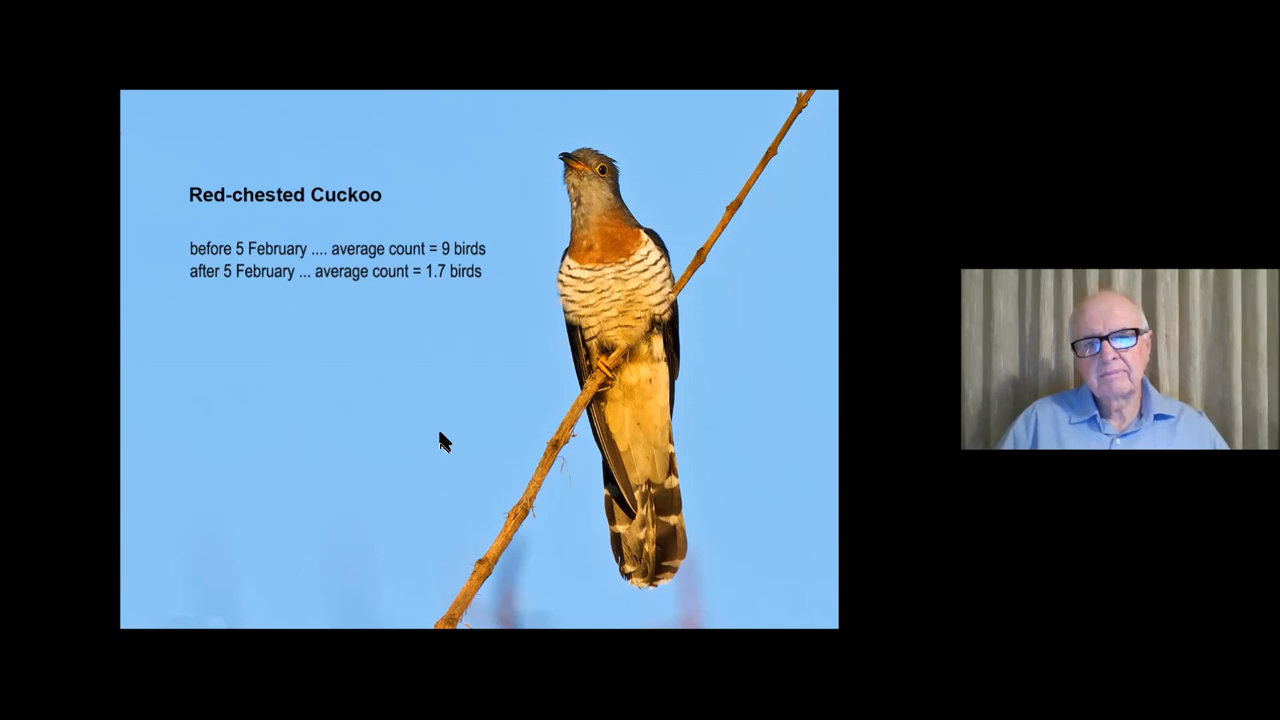 Red-chested Cuckoo
before 5 February .... average count = 9 birds
after 5 February ... average count = 1.7 birds